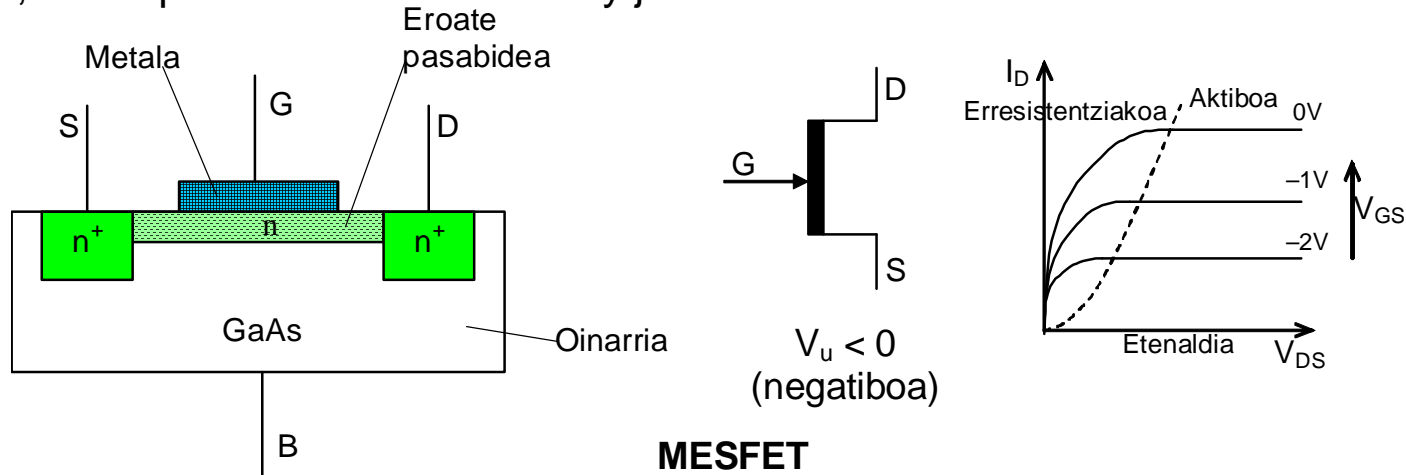 Eroate
pasabidea
Metala
G
S
D
n
n+
n+
GaAs
Oinarria
B
D
G
S
Vu < 0
(negatiboa)
ID
Erresistentziakoa
Aktiboa
0V
–1V
–2V
VGS
Etenaldia
VDS
MESFET